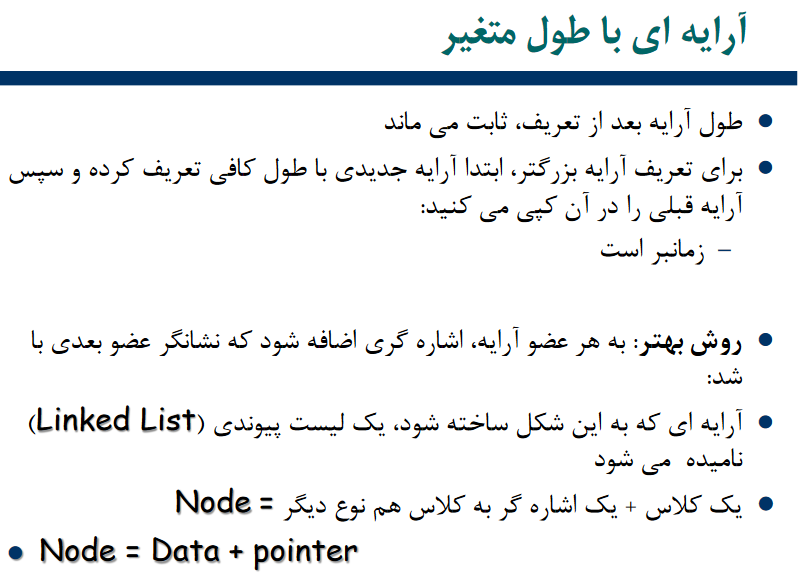 آرایه ای با طول متغیر
طول آرایه بعد از تعریف، ثابت می ماند
برای تعریف آرایه بزرگتر، ابتدا آرایه جدیدی با طول کافی تعریف کرده و سپس
آرایه قبلی را در آن کپی می کنید:
– زمانبر است
روش بهتر: به هر عضو آرایه، اشاره گری اضافه شود که نشانگر عضو بعدی با
شد:
آرایه ای که به این شکل ساخته شود، یک لیست پیوندی (Linked List)
نامیده می شود
یک کلاس + یک اشاره گر به کلاس هم نوع دیگر = Node
Node = Data + pointer